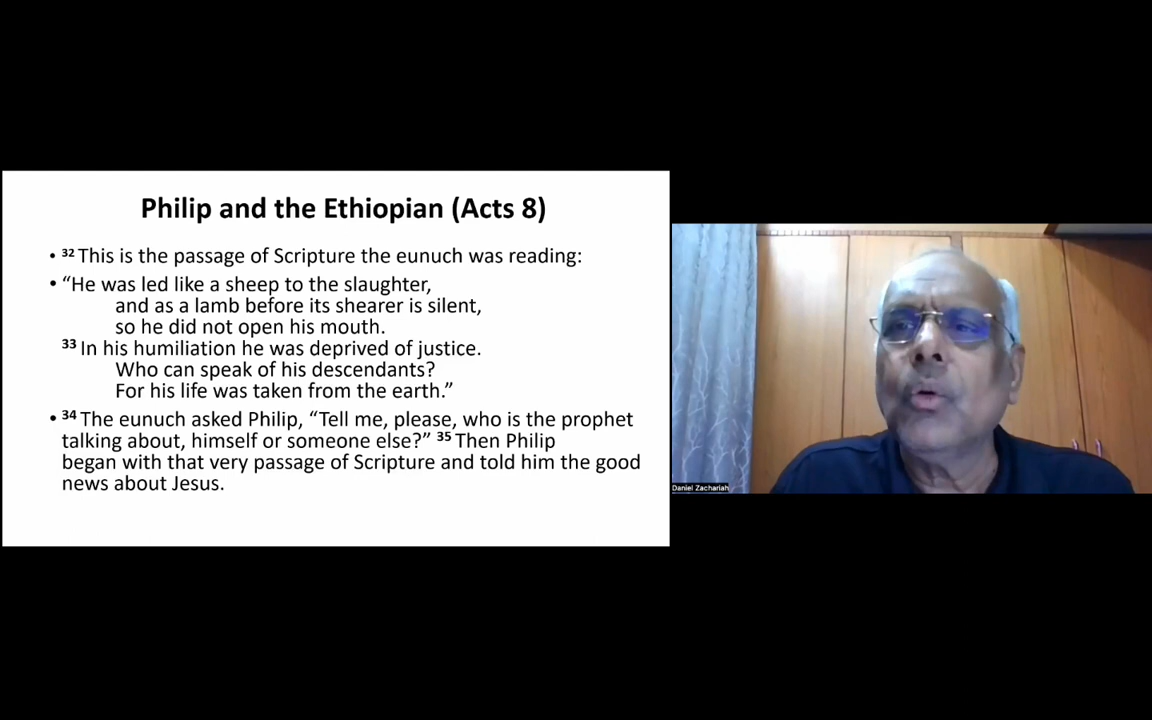 Philip and the Ethiopian (Acts 8)
• ³² This is the passage of Scripture the eunuch was reading:
• “He was led like a sheep to the slaughter,
and as a lamb before its shearer is silent,
so he did not open his mouth.
³³ In his humiliation he was deprived of justice.
Who can speak of his descendants?
For his life was taken from the earth.”
• ³⁴ The eunuch asked Philip, “Tell me, please, who is the prophet
talking about, himself or someone else?” ³⁵ Then Philip
began with that very passage of Scripture and told him the good
news about Jesus.
Daniel Zachariah